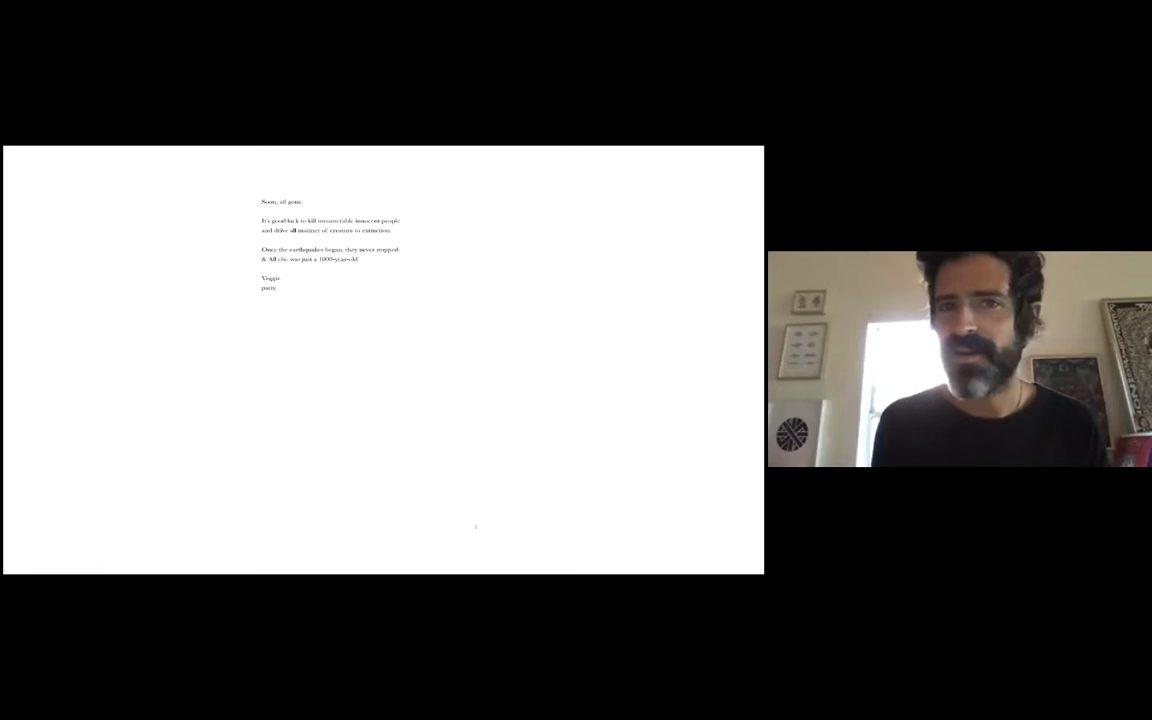 Soon, all gone.
It's good luck to kill innumerable innocent people
and drive all manner of creature to extinction.
Once the earthquakes began, they never stopped.
& All else was just a 1000-year-old
Veggie
patty.